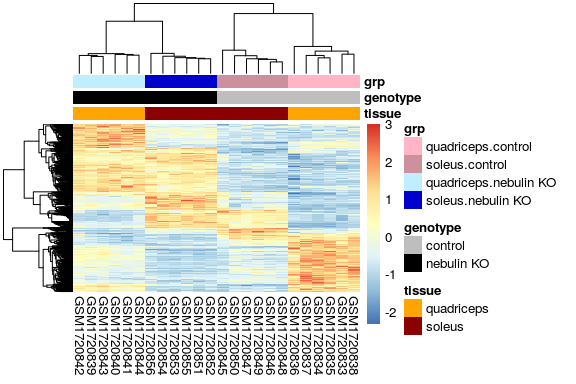 grp
genotype
tissue
3
2
1
0
-1
-2
grp
quadriceps.control
soleus.control
quadriceps.nebulin KO
soleus.nebulin KO
genotype
control
nebulin KO
tissue
quadriceps
soleus
GSM1720842
GSM1720839
GSM1720843
GSM1720840
GSM1720841
GSM1720844
GSM1720856
GSM1720854
GSM1720853
GSM1720855
GSM1720851
GSM1720852
GSM1720845
GSM1720850
GSM1720847
GSM1720849
GSM1720846
GSM1720848
GSM1720836
GSM1720837
GSM1720834
GSM1720835
GSM1720833
GSM1720838